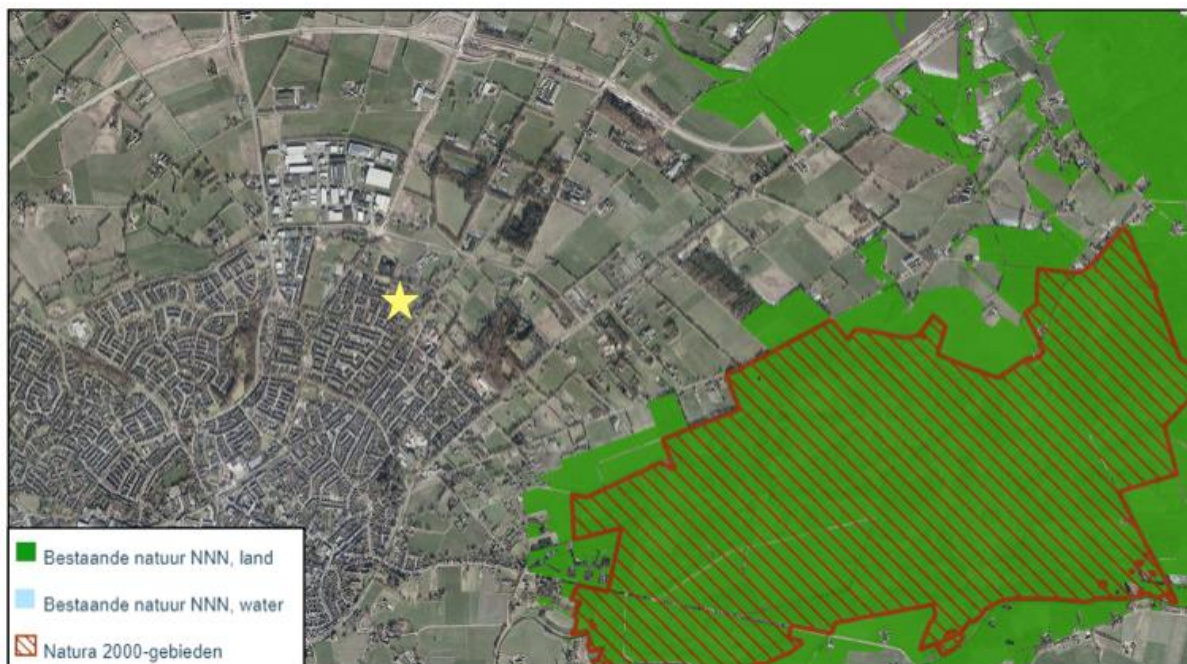 Bestaande natuur NNN, land
Bestaande natuur NNN, water
Natura 2000-gebieden